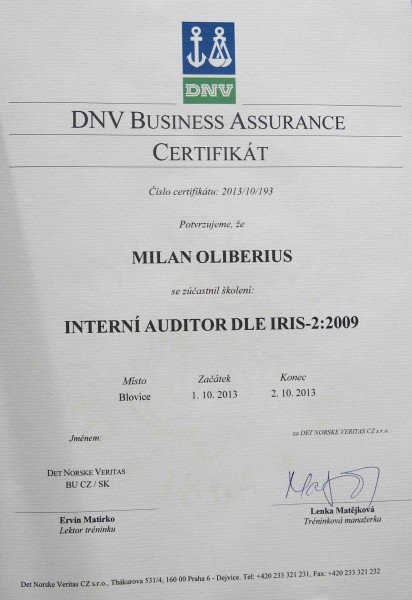 DNV
DNV BUSINESS ASSURANCE
CERTIFIKÁT
Číslo certifikátu: 2013/10/193
Potvrzujeme, že
MILAN OLIBERIUS
se zúčastnil školení:
INTERNÍ AUDITOR DLE IRIS-2:2009
Místo Začátek Konec
Blovice 1. 10. 2013 2. 10. 2013
Jménem: za DET NORSKE VERITAS CZ s.r.o.
DET NORSKE VERITAS
BU CZ / SK
Ervín Matirko Lenka Matějková
Lektor tréninku Tréninková manažerka
Det Norske Veritas CZ s.r.o., Thákurova 531/4, 160 00 Praha 6 - Dejvice. Tel: +420 233 321 231, Fax: +420 233 321 232